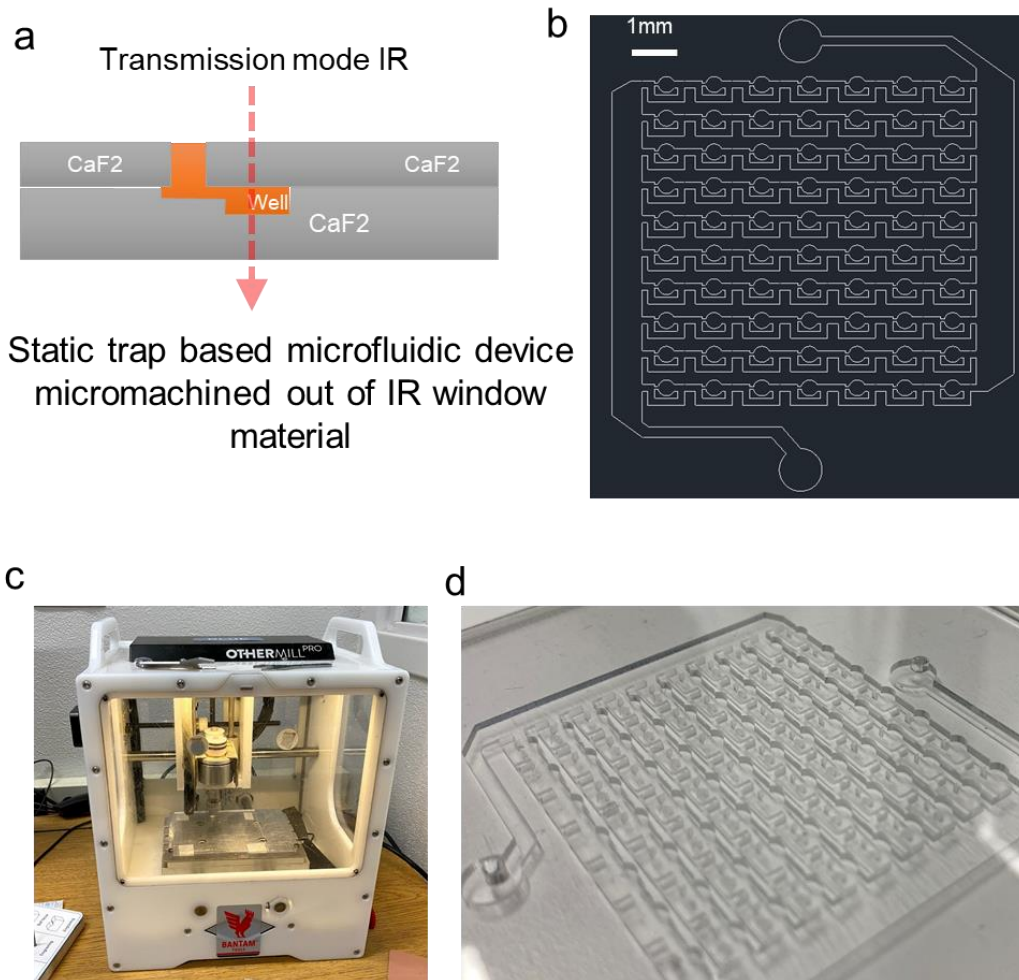 a
Transmission mode IR
CaF2
CaF2
Well
CaF2
Static trap based microfluidic device
micromachined out of IR window
material
b
1mm
c
OTHERMILL PRO
BANTAM
TOOLS
d